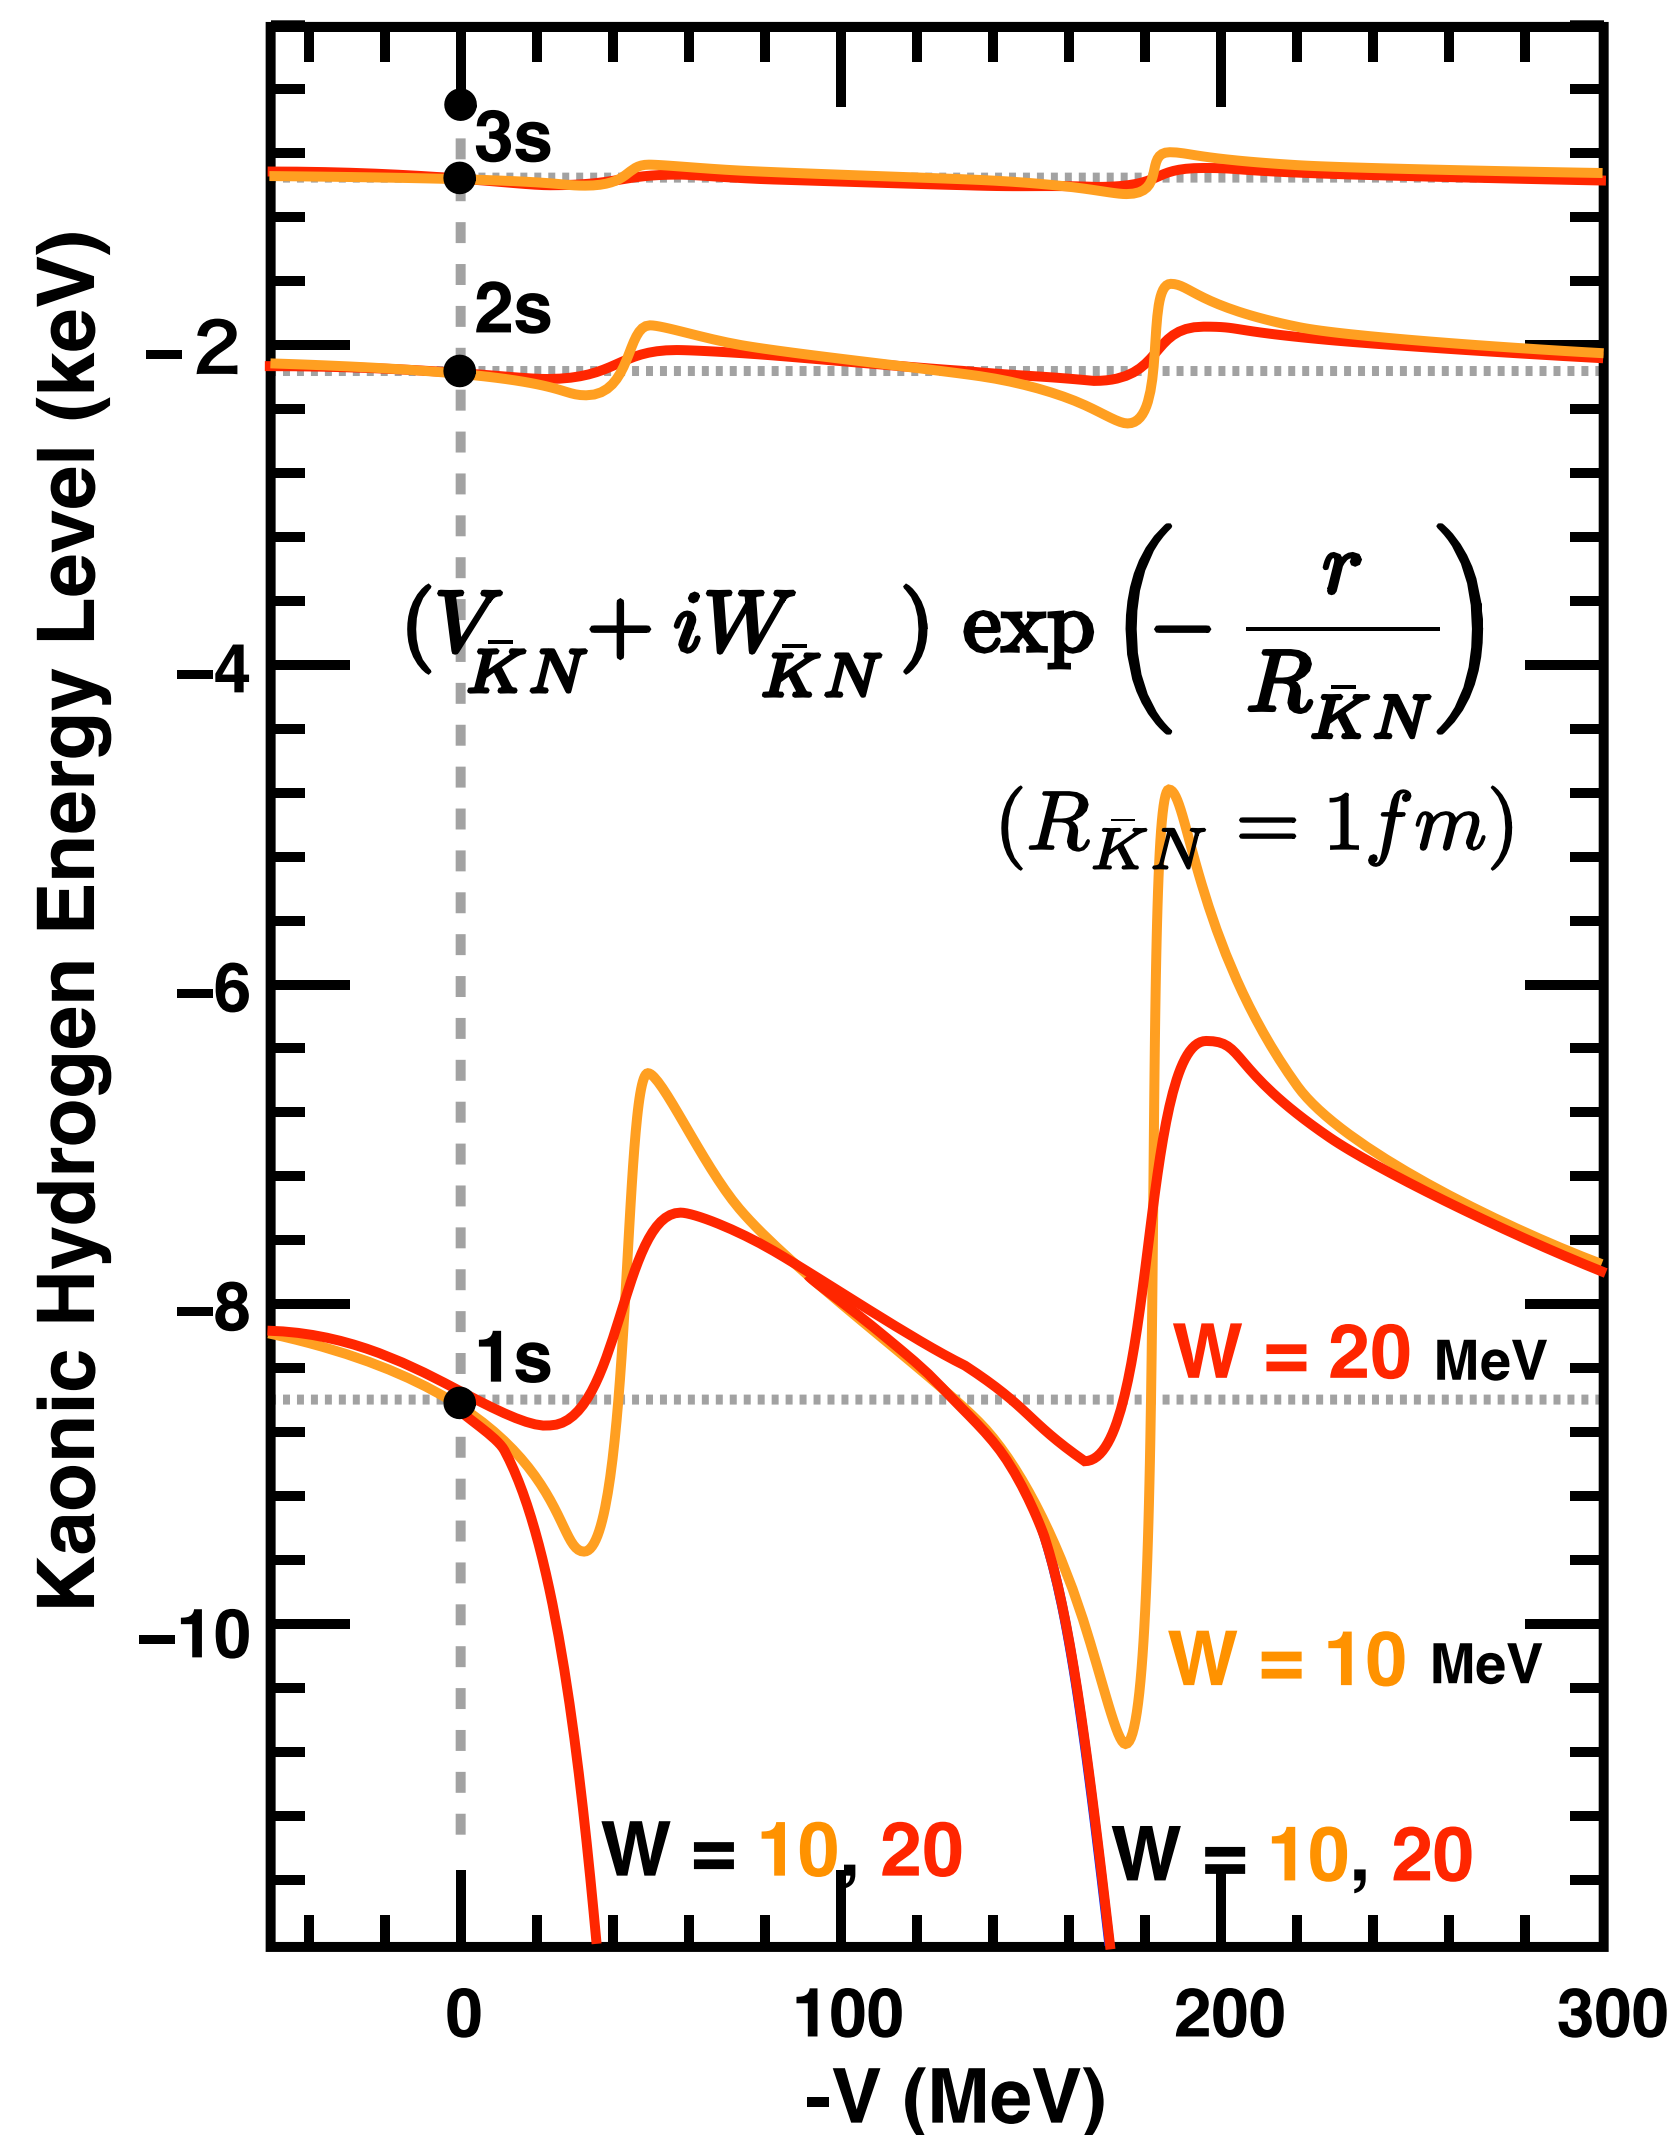 Kaonic Hydrogen Energy Level (keV)
3s
2s
–2
(V_{K̄N} + iW_{K̄N}) exp(−r/R_{K̄N})
–4
(R_{K̄N} = 1fm)
–6
–8
1s
W = 20 MeV
–10
W = 10 MeV
W = 10, 20
W = 10, 20
0 100 200 300
-V (MeV)